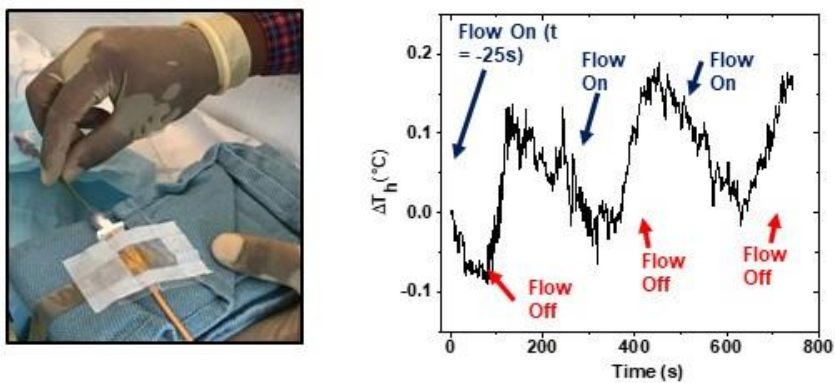 Flow On (t
= -25s)
Flow
On
Flow
On
0.2
0.1
0.0
-0.1
ΔTh(°C)
Flow
Off
Flow
Off
Flow
Off
0
200
400
600
800
Time (s)